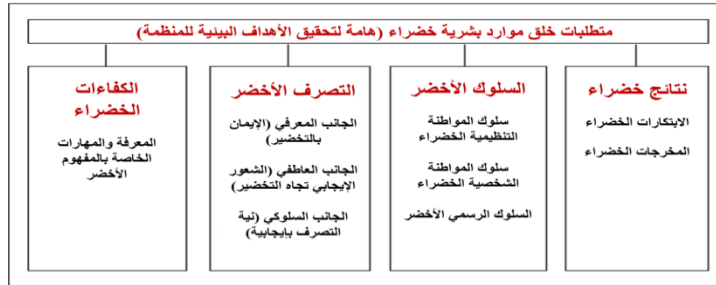 متطلبات خلق موارد بشرية خضراء (هامة لتحقيق الأهداف البيئية للمنظمة)
الكفاءات
الخضراء
المعرفة والمهارات
الخاصة بالمفهوم
الأخضر
التصرف الأخضر
الجانب المعرفي (الإيمان
بالتخضير)
الجانب العاطفي (الشعور
الإيجابي تجاه التخضير)
الجانب السلوكي (نية
التصرف بإيجابية)
السلوك الأخضر
سلوك المواطنة
التنظيمية الخضراء
سلوك المواطنة
الشخصية الخضراء
السلوك الرسمي الأخضر
نتائج خضراء
الابتكارات الخضراء
المخرجات الخضراء